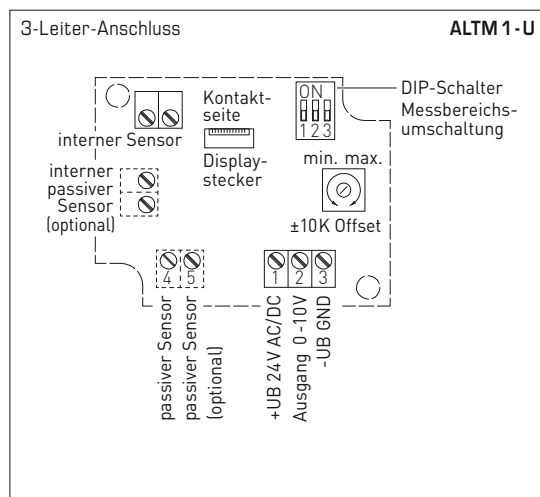 3-Leiter-Anschluss
ALTM 1 - U
Kontakt-
seite
ON
1 2 3
DIP-Schalter
Messbereichs-
umschaltung
interner Sensor
Display-
stecker
interner
passiver
Sensor
(optional)
min. max.
±10K Offset
4
5
1
2
3
passiver Sensor
passiver Sensor
(optional)
+UB 24V AC/DC
Ausgang 0 -10V
-UB GND